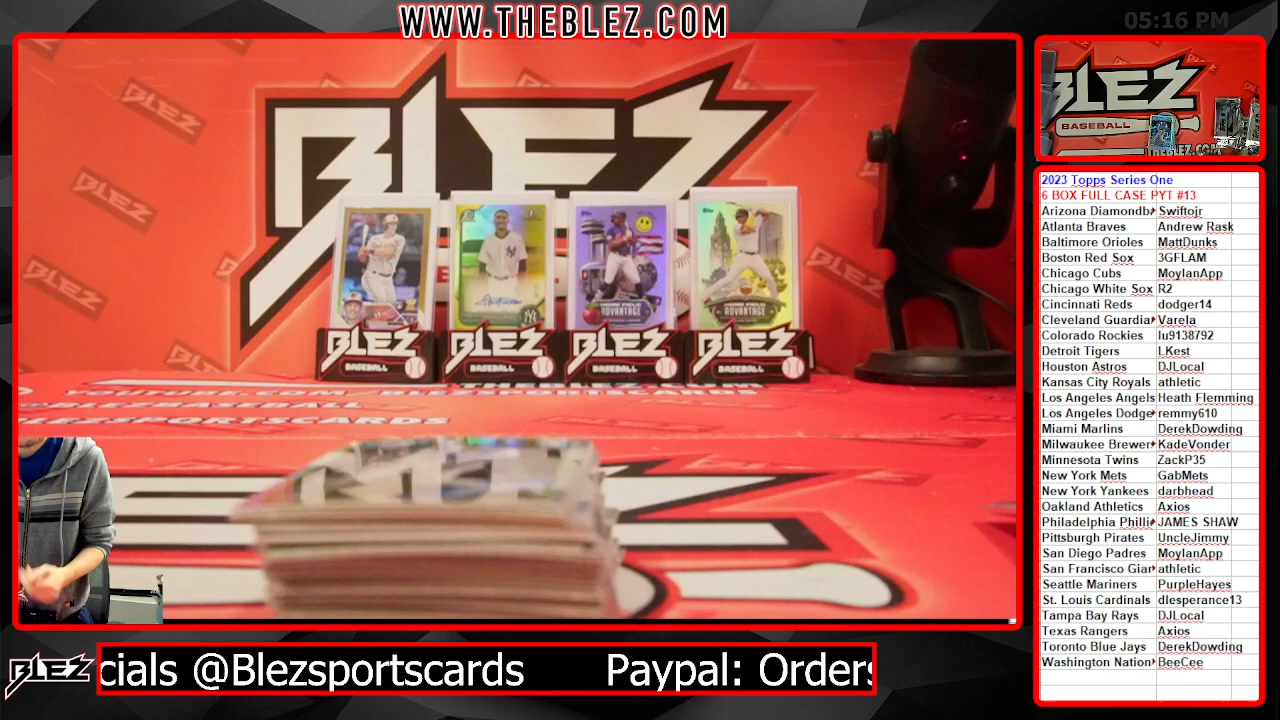 WWW.THEBLEZ.COM
05:16 PM
BLEZ
BLEZ
BASEBALL
2023 Topps Series One
6 BOX FULL CASE PYT #13
Arizona Diamondb Swiftojr
Atlanta Braves Andrew Rask
Baltimore Orioles MattDunks
Boston Red Sox 3GFLAM
Chicago Cubs MoylanApp
Chicago White Sox R2
Cincinnati Reds dodger14
Cleveland Guardia Varela
Colorado Rockies lu9138792
Detroit Tigers LKest
Houston Astros DJLocal
Kansas City Royals athletic
Los Angeles Angels Heath Flemming
Los Angeles Dodge remmy610
Miami Marlins DerekDowding
Milwaukee Brewer KadeVonder
Minnesota Twins ZackP35
New York Mets GabMets
New York Yankees darbhead
Oakland Athletics Axios
Philadelphia Philli JAMES SHAW
Pittsburgh Pirates UncleJimmy
San Diego Padres MoylanApp
San Francisco Gian athletic
Seattle Mariners PurpleHayes
St. Louis Cardinals dlesperance13
Tampa Bay Rays DJLocal
Texas Rangers Axios
Toronto Blue Jays DerekDowding
Washington Nation BeeCee
BLEZ BLEZ BLEZ BLEZ
BASEBALL BASEBALL BASEBALL BASEBALL
YOUTUBE.COM/BLEZSPORTSCARDS
BLEZ cials @Blezsportscards Paypal: Orders